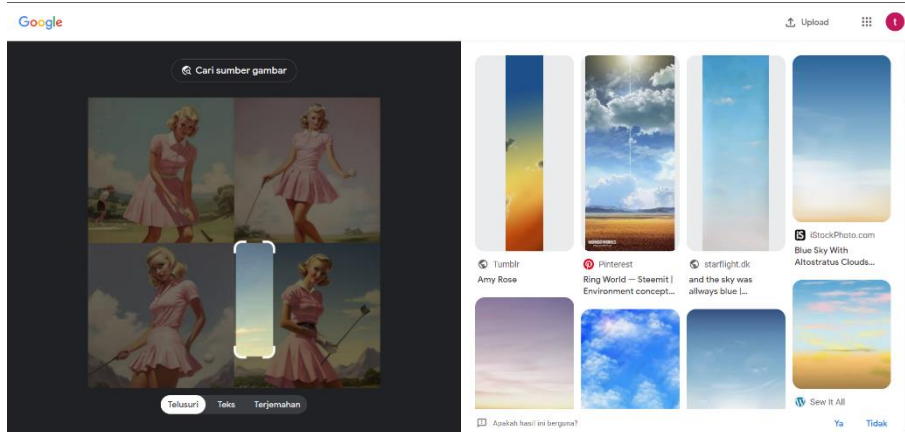 Google
Upload
t
Cari sumber gambar
Telusuri
Teks
Terjemahan
Tumblr
Amy Rose
Pinterest
Ring World — Steemit |
Environment concept...
starflight.dk
and the sky was
allways blue |...
iStockPhoto.com
Blue Sky With
Altostratus Clouds...
Sew It All
Apakah hasil ini berguna?
Ya
Tidak